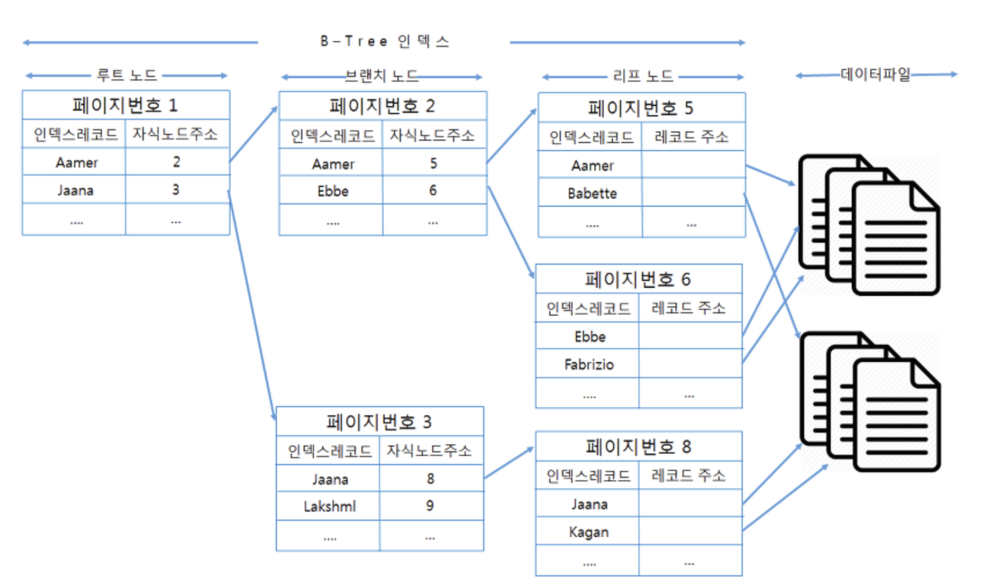 B-Tree 인덱스
루트 노드
브랜치 노드
리프 노드
데이터파일
페이지번호 1
인덱스레코드 자식노드주소
Aamer 2
Jaana 3
.... ...
페이지번호 2
인덱스레코드 자식노드주소
Aamer 5
Ebbe 6
.... ...
페이지번호 5
인덱스레코드 레코드 주소
Aamer
Babette
.... ...
페이지번호 6
인덱스레코드 레코드 주소
Ebbe
Fabrizio
.... ...
페이지번호 3
인덱스레코드 자식노드주소
Jaana 8
Lakshml 9
.... ...
페이지번호 8
인덱스레코드 레코드 주소
Jaana
Kagan
.... ...